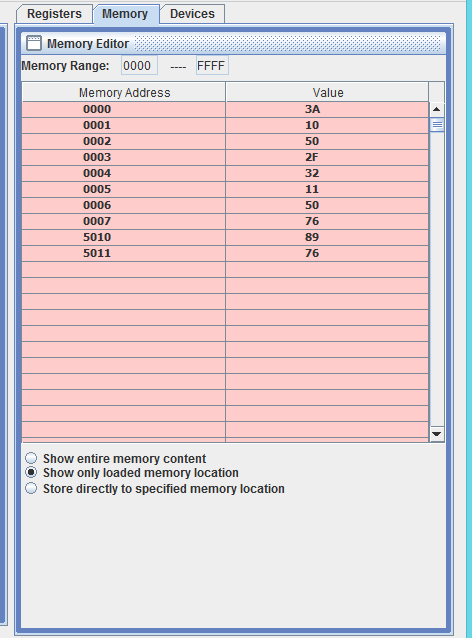 Registers Memory Devices
Memory Editor
Memory Range: 0000 ---- FFFF
Memory Address Value
0000 3A
0001 10
0002 50
0003 2F
0004 32
0005 11
0006 50
0007 76
5010 89
5011 76
Show entire memory content
Show only loaded memory location
Store directly to specified memory location